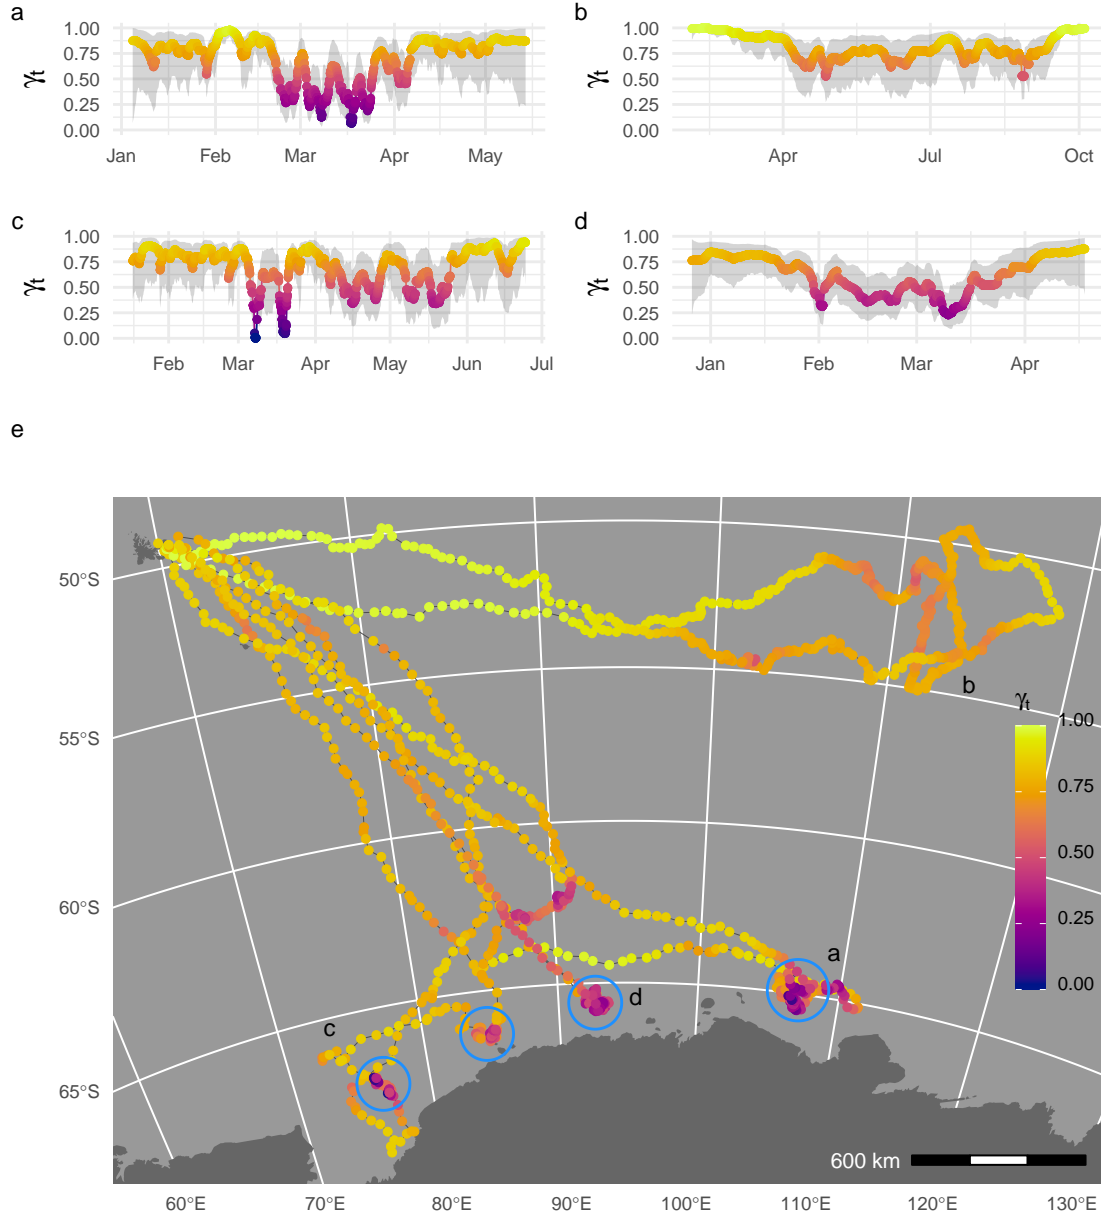 a
γt
1.00
0.75
0.50
0.25
0.00
Jan Feb Mar Apr May
b
γt
1.00
0.75
0.50
0.25
0.00
Apr Jul Oct
c
γt
1.00
0.75
0.50
0.25
0.00
Feb Mar Apr May Jun Jul
d
γt
1.00
0.75
0.50
0.25
0.00
Jan Feb Mar Apr
e
50°S
55°S
60°S
65°S
b
γt
1.00
0.75
0.50
0.25
0.00
a
d
c
600 km
60°E 70°E 80°E 90°E 100°E 110°E 120°E 130°E